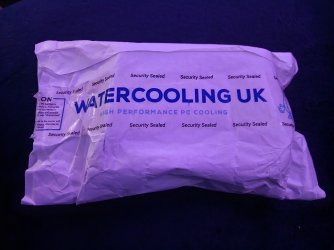 Security Sealed
Security Sealed Security Sealed Security Sealed
ON
WATERCOOLING UK
HIGH PERFORMANCE PC COOLING
Security Sealed Security Sealed Security Sealed Security Sealed